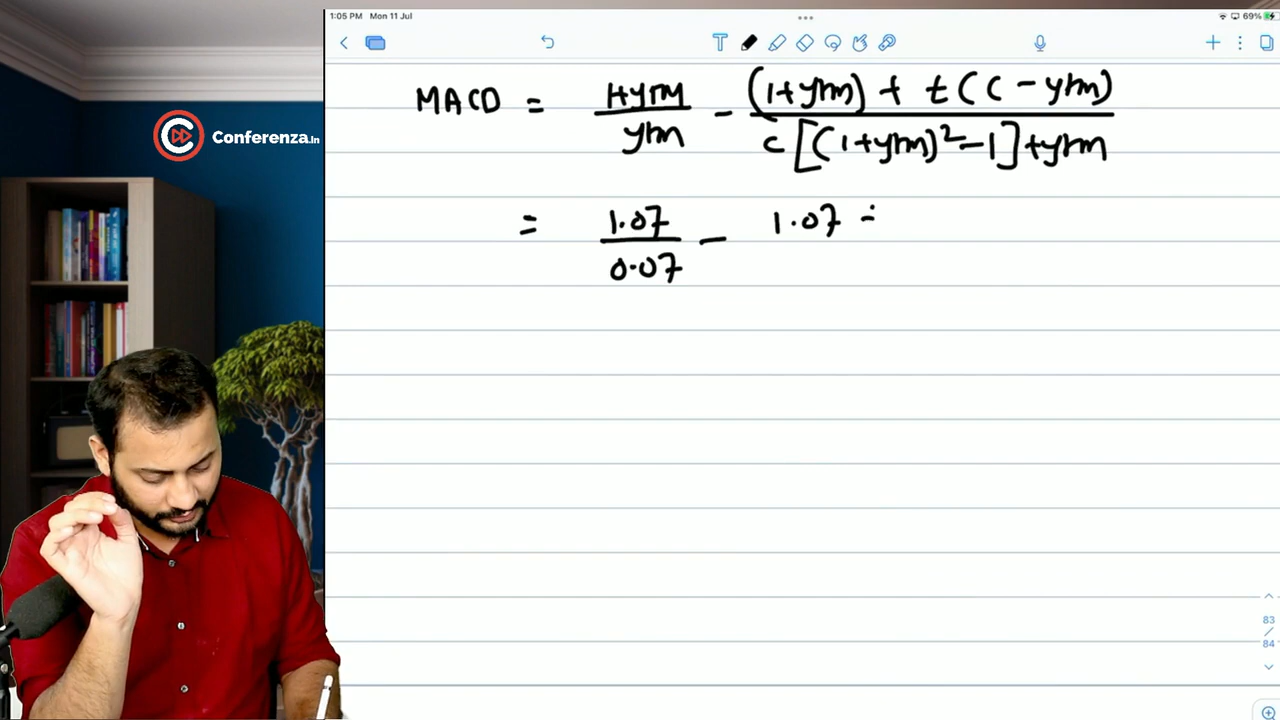 1:05 PM Mon 11 Jul 69%
Conferenza.In
MACD = 1+ytm / ytm - (1+ytm) + t(c - ytm) / c[(1+ytm)^2 - 1] + ytm
= 1.07 / 0.07 - 1.07 +
83
/
84